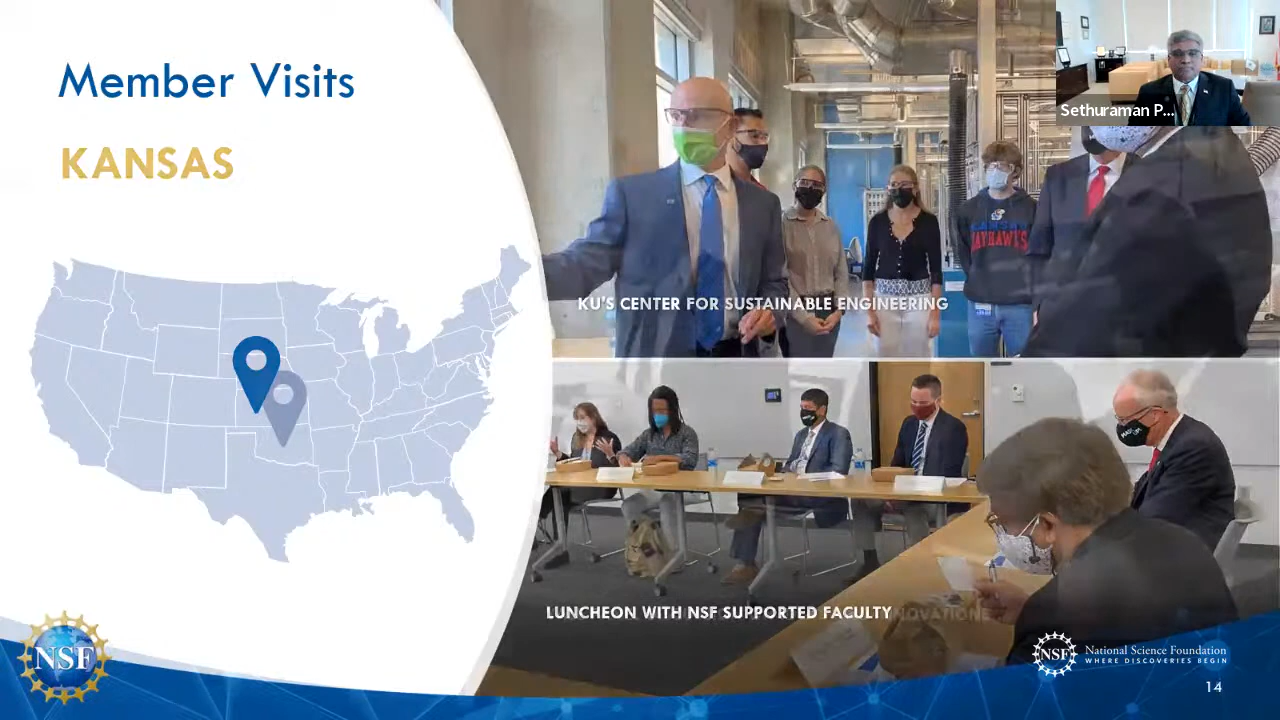 Member Visits
KANSAS
Sethuraman P...
KANSAS
JAYHAWKS
KU'S CENTER FOR SUSTAINABLE ENGINEERING
LUNCHEON WITH NSF SUPPORTED FACULTY
NSF
NSF
National Science Foundation
WHERE DISCOVERIES BEGIN
14